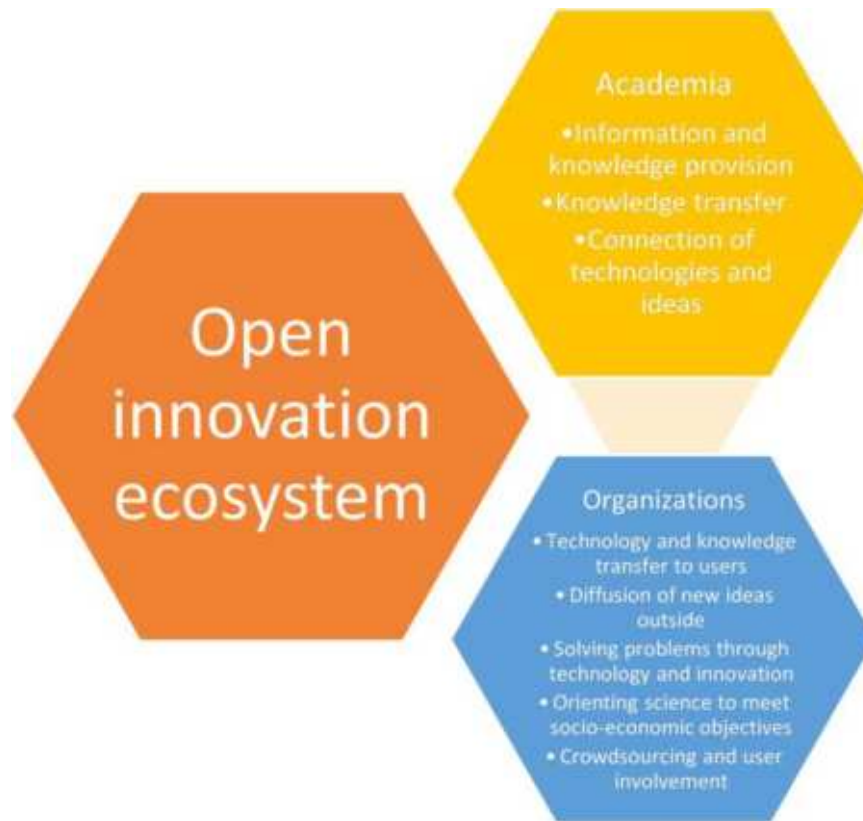 Open
innovation
ecosystem
Academia
•Information and
knowledge provision
•Knowledge transfer
•Connection of
technologies and
ideas
Organizations
• Technology and knowledge
transfer to users
• Diffusion of new ideas
outside
• Solving problems through
technology and innovation
• Orienting science to meet
socio-economic objectives
• Crowdsourcing and user
involvement